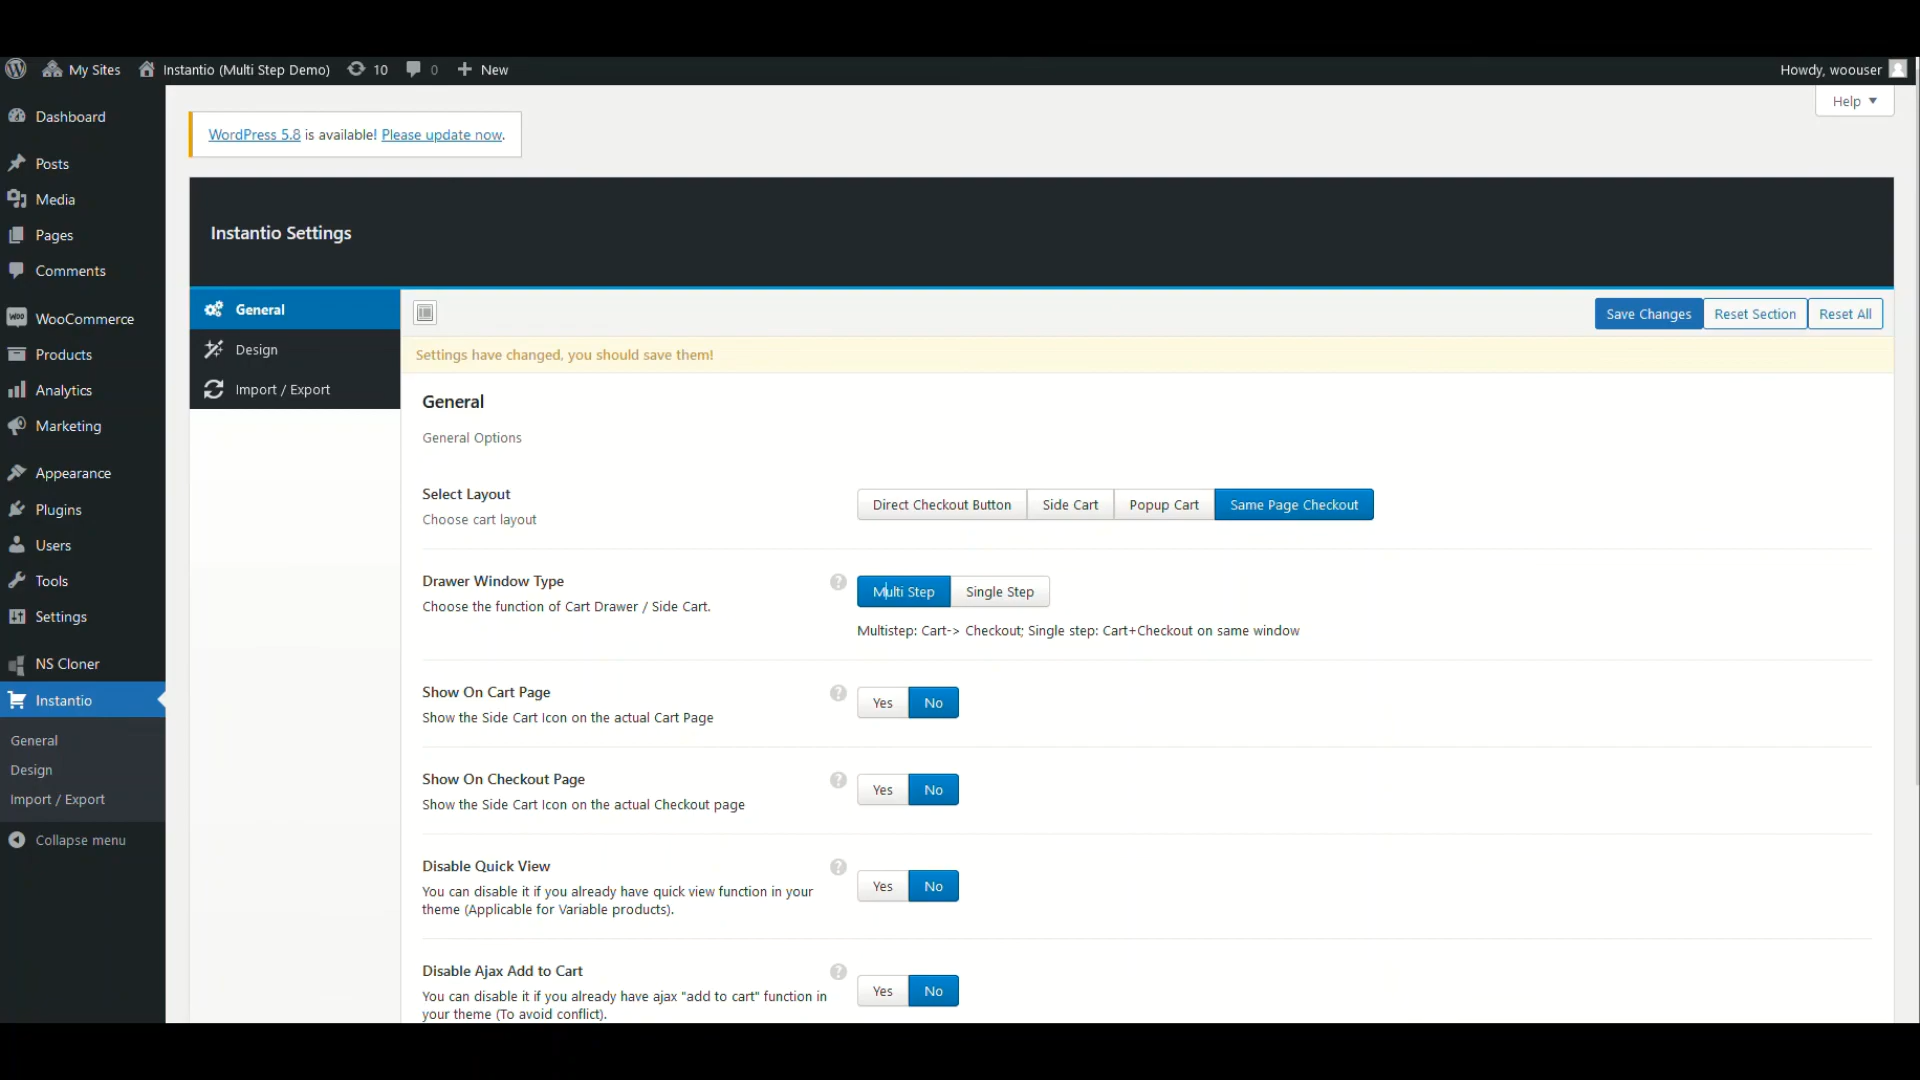 My Sites
Instantio (Multi Step Demo)
10
0
New
Howdy, woouser
Help
Dashboard
Posts
Media
Pages
Comments
WooCommerce
Products
Analytics
Marketing
Appearance
Plugins
Users
Tools
Settings
NS Cloner
Instantio
General
Design
Import / Export
Collapse menu
WordPress 5.8 is available! Please update now.
Instantio Settings
General
Design
Import / Export
Save Changes
Reset Section
Reset All
Settings have changed, you should save them!
General
General Options
Select Layout
Choose cart layout
Direct Checkout Button
Side Cart
Popup Cart
Same Page Checkout
Drawer Window Type
Choose the function of Cart Drawer / Side Cart.
?
Multi Step
Single Step
Multistep: Cart-> Checkout; Single step: Cart+Checkout on same window
Show On Cart Page
Show the Side Cart Icon on the actual Cart Page
?
Yes
No
Show On Checkout Page
Show the Side Cart Icon on the actual Checkout page
?
Yes
No
Disable Quick View
You can disable it if you already have quick view function in your
theme (Applicable for Variable products).
?
Yes
No
Disable Ajax Add to Cart
You can disable it if you already have ajax "add to cart" function in
your theme (To avoid conflict).
?
Yes
No